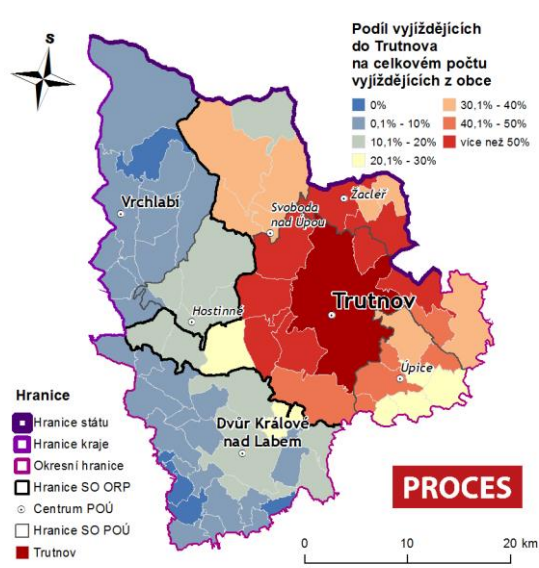 Podíl vyjíždějících
do Trutnova
na celkovém počtu
vyjíždějících z obce
0%
0,1% - 10%
10,1% - 20%
20,1% - 30%
30,1% - 40%
40,1% - 50%
více než 50%
S
Vrchlabí
Svoboda
nad Úpou
Žacléř
Trutnov
Hostinné
Úpice
Dvůr Králové
nad Labem
Hranice
Hranice státu
Hranice kraje
Okresní hranice
Hranice SO ORP
Centrum POÚ
Hranice SO POÚ
Trutnov
PROCES
0 10 20 km